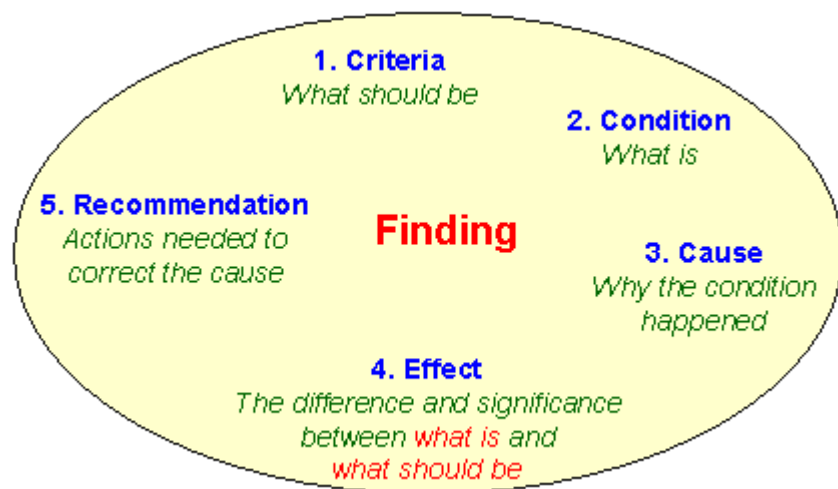 1. Criteria
What should be
2. Condition
What is
3. Cause
Why the condition
happened
4. Effect
The difference and significance
between what is and
what should be
5. Recommendation
Actions needed to
correct the cause
Finding